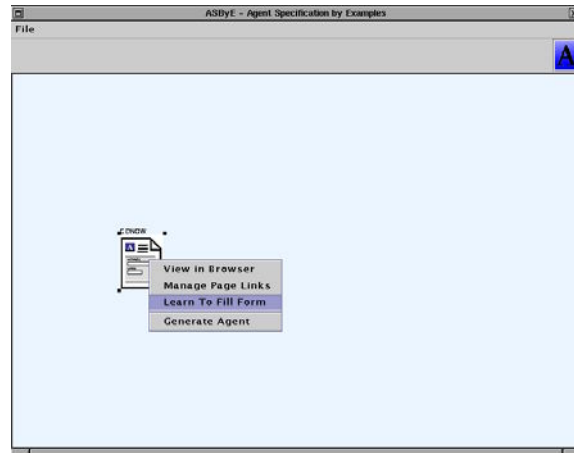 ASByE - Agent Specification by Examples
File
A
CDNOW
View in Browser
Manage Page Links
Learn To Fill Form
Generate Agent